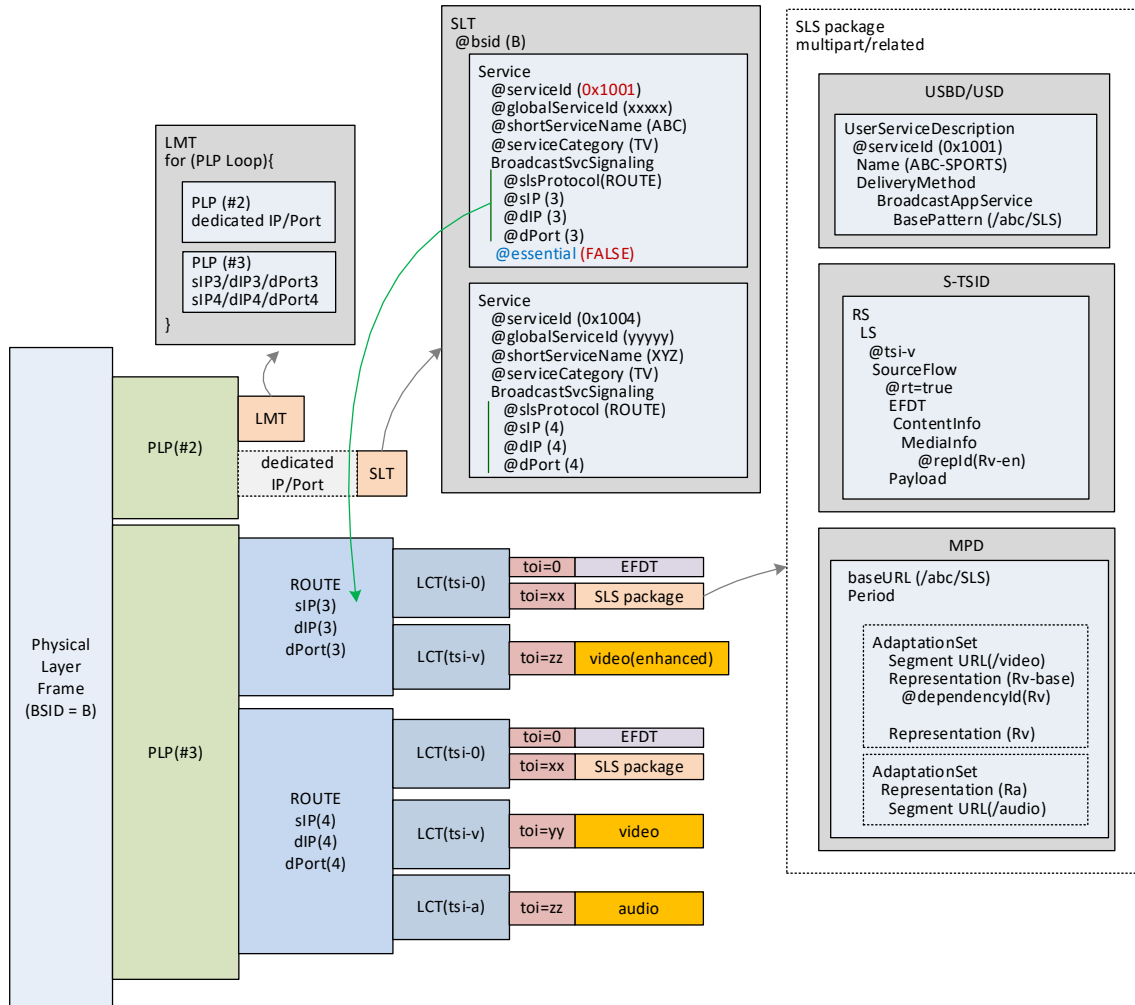 LMT
for (PLP Loop){
PLP (#2)
dedicated IP/Port
PLP (#3)
sIP3/dIP3/dPort3
sIP4/dIP4/dPort4
}
SLT
@bsid (B)
Service
@serviceId (0x1001)
@globalServiceId (xxxxx)
@shortServiceName (ABC)
@serviceCategory (TV)
BroadcastSvcSignaling
@slsProtocol(ROUTE)
@sIP (3)
@dIP (3)
@dPort (3)
@essential (FALSE)
Service
@serviceId (0x1004)
@globalServiceId (yyyyy)
@shortServiceName (XYZ)
@serviceCategory (TV)
BroadcastSvcSignaling
@slsProtocol (ROUTE)
@sIP (4)
@dIP (4)
@dPort (4)
SLS package
multipart/related
USBD/USD
UserServiceDescription
@serviceId (0x1001)
Name (ABC-SPORTS)
DeliveryMethod
BroadcastAppService
BasePattern (/abc/SLS)
S-TSID
RS
LS
@tsi-v
SourceFlow
@rt=true
EFDT
ContentInfo
MediaInfo
@repId(Rv-en)
Payload
MPD
baseURL (/abc/SLS)
Period
AdaptationSet
Segment URL(/video)
Representation (Rv-base)
@dependencyId(Rv)
Representation (Rv)
AdaptationSet
Representation (Ra)
Segment URL(/audio)
Physical
Layer
Frame
(BSID = B)
PLP(#2)
LMT
dedicated
IP/Port
SLT
PLP(#3)
ROUTE
sIP(3)
dIP(3)
dPort(3)
LCT(tsi-0)
toi=0
EFDT
toi=xx
SLS package
LCT(tsi-v)
toi=zz
video(enhanced)
ROUTE
sIP(4)
dIP(4)
dPort(4)
LCT(tsi-0)
toi=0
EFDT
toi=xx
SLS package
LCT(tsi-v)
toi=yy
video
LCT(tsi-a)
toi=zz
audio